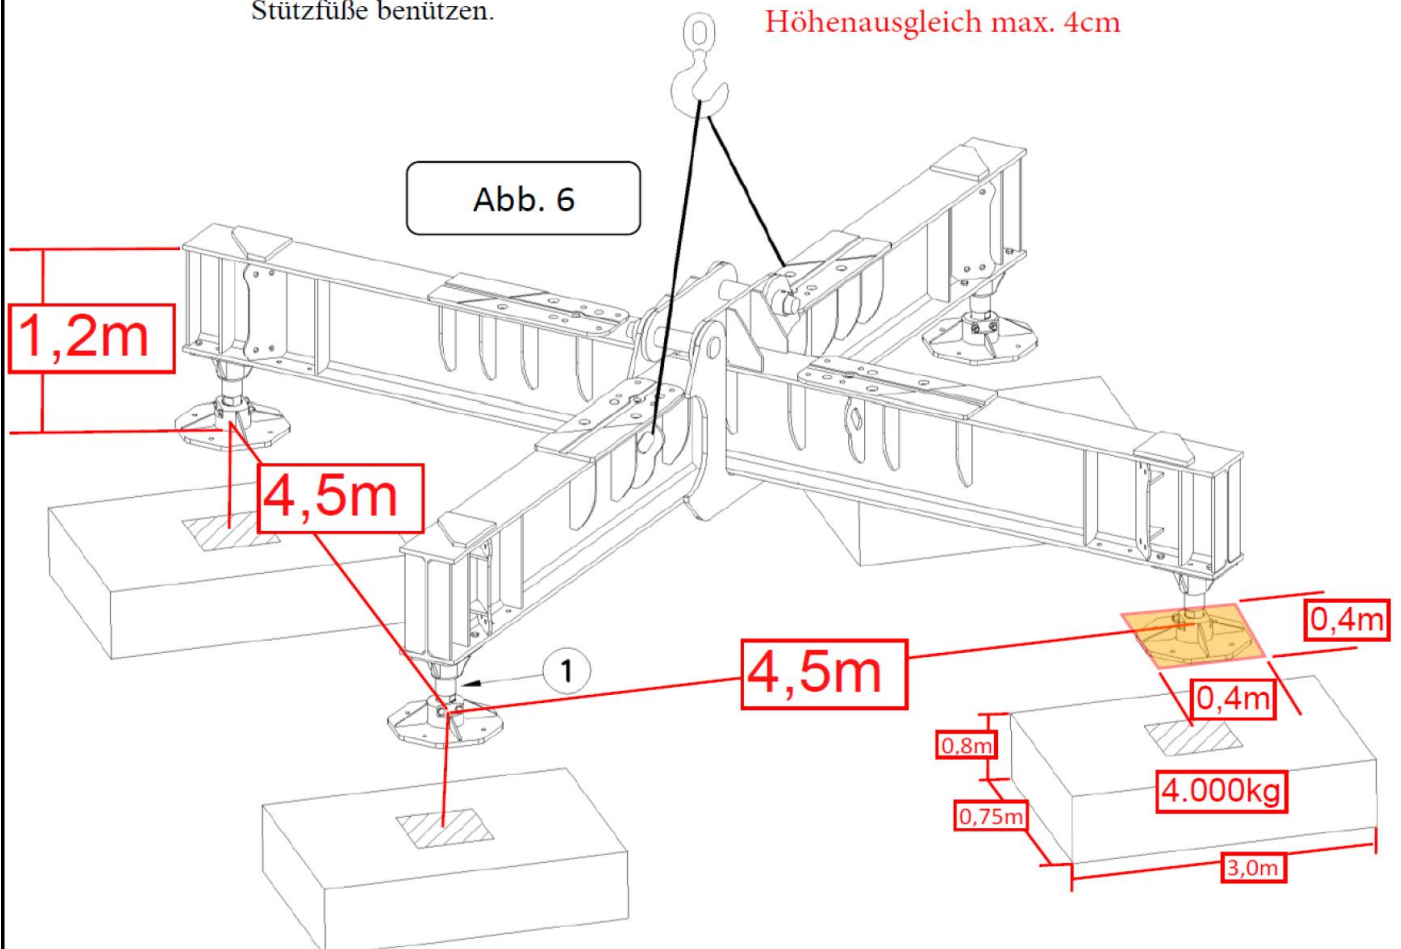 Stützfüße benützen.
Höhenausgleich max. 4cm
Abb. 6
1,2m
4,5m
1
4,5m
0,4m
0,4m
0,8m
4.000kg
0,75m
3,0m